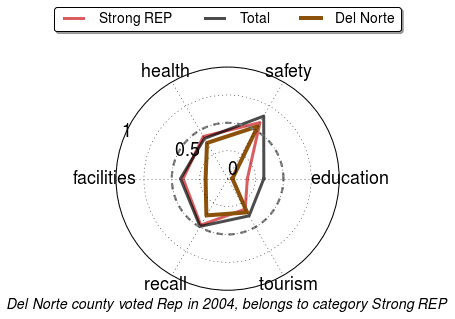 Strong REP
Total
Del Norte
health
safety
1
0.5
0
facilities
education
recall
tourism
Del Norte county voted Rep in 2004, belongs to category Strong REP